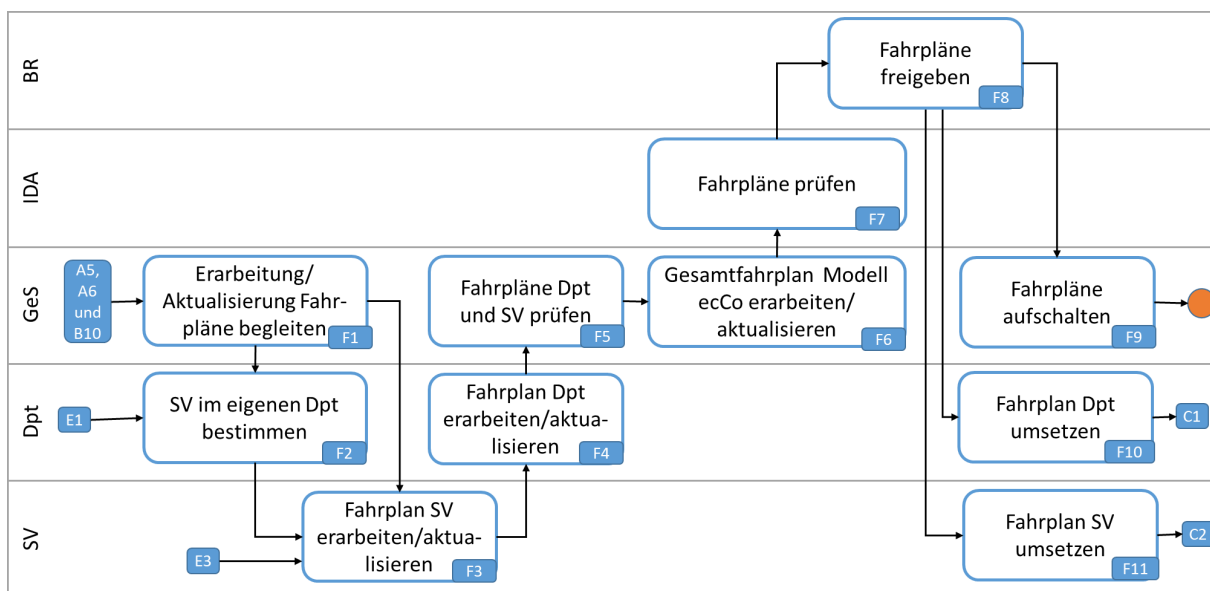 BR
Fahrpläne
freigeben
F8
IDA
Fahrpläne prüfen
F7
GeS
A5,
A6
und
B10
Erarbeitung/
Aktualisierung Fahr-
pläne begleiten
F1
Fahrpläne Dpt
und SV prüfen
F5
Gesamtfahrplan Modell
ecCo erarbeiten/
aktualisieren
F6
Fahrpläne
aufschalten
F9
Dpt
E1
SV im eigenen Dpt
bestimmen
F2
Fahrplan Dpt
erarbeiten/aktua-
lisieren
F4
Fahrplan Dpt
umsetzen
F10
C1
SV
E3
Fahrplan SV
erarbeiten/aktua-
lisieren
F3
Fahrplan SV
umsetzen
F11
C2